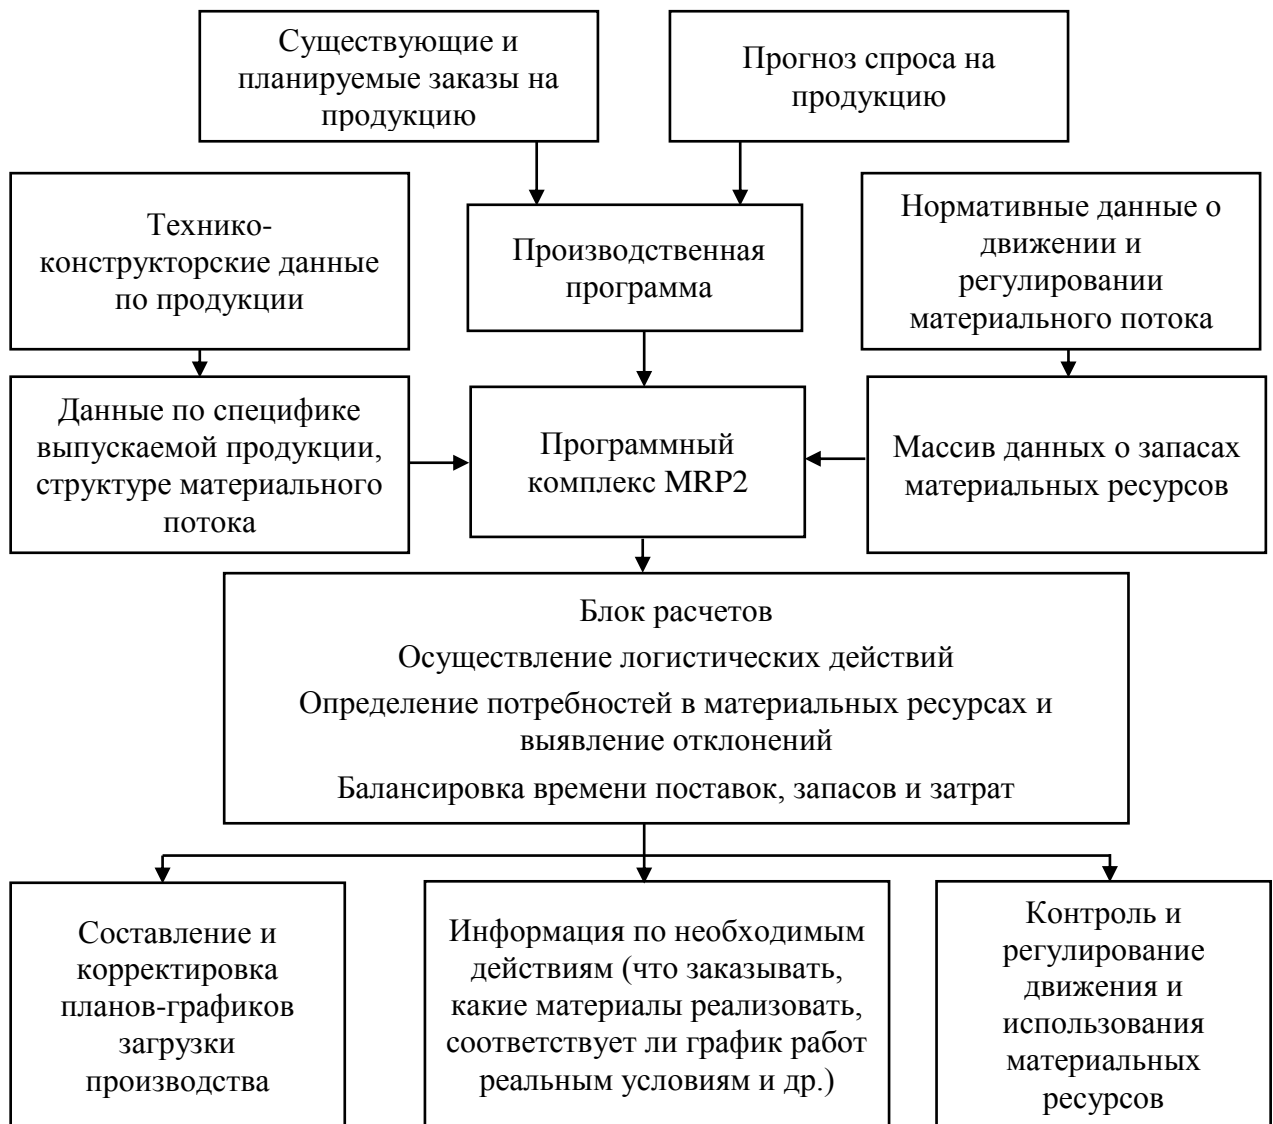 Существующие и
планируемые заказы на
продукцию
Прогноз спроса на
продукцию
Технико-
конструкторские данные
по продукции
Производственная
программа
Нормативные данные о
движении и
регулировании
материального потока
Данные по специфике
выпускаемой продукции,
структуре материального
потока
Программный
комплекс MRP2
Массив данных о запасах
материальных ресурсов
Блок расчетов
Осуществление логистических действий
Определение потребностей в материальных ресурсах и
выявление отклонений
Балансировка времени поставок, запасов и затрат
Составление и
корректировка
планов-графиков
загрузки
производства
Информация по необходимым
действиям (что заказывать,
какие материалы реализовать,
соответствует ли график работ
реальным условиям и др.)
Контроль и
регулирование
движения и
использования
материальных
ресурсов